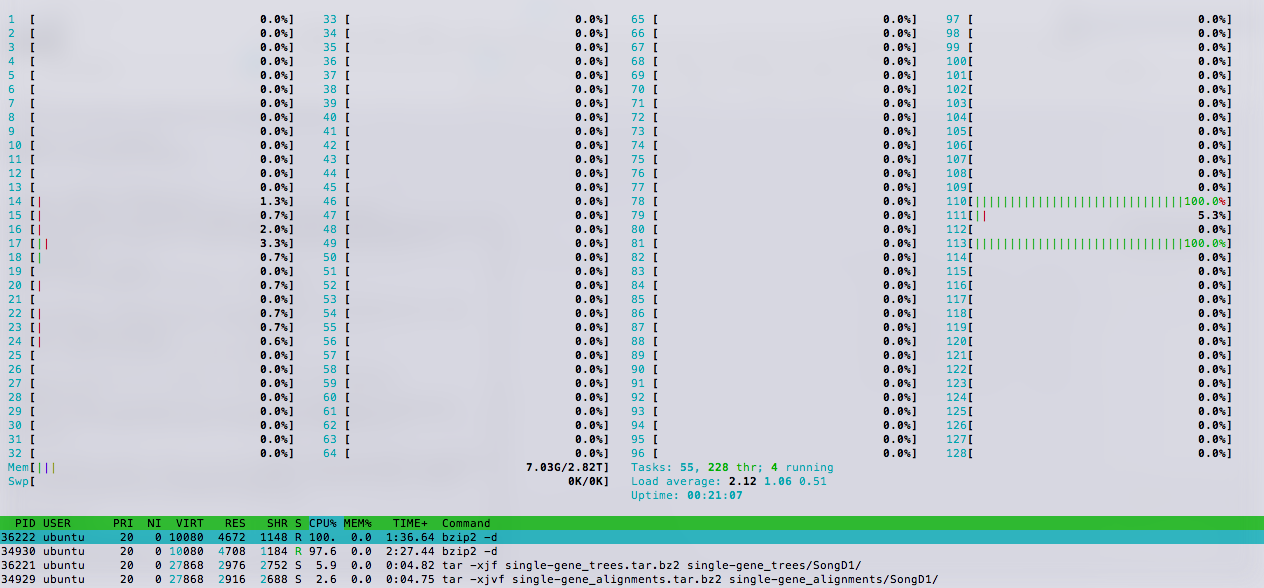 1 [ 0.0%] 33 [ 0.0%] 65 [ 0.0%] 97 [ 0.0%]
2 [ 0.0%] 34 [ 0.0%] 66 [ 0.0%] 98 [ 0.0%]
3 [ 0.0%] 35 [ 0.0%] 67 [ 0.0%] 99 [ 0.0%]
4 [ 0.0%] 36 [ 0.0%] 68 [ 0.0%] 100[ 0.0%]
5 [ 0.0%] 37 [ 0.0%] 69 [ 0.0%] 101[ 0.0%]
6 [ 0.0%] 38 [ 0.0%] 70 [ 0.0%] 102[ 0.0%]
7 [ 0.0%] 39 [ 0.0%] 71 [ 0.0%] 103[ 0.0%]
8 [ 0.0%] 40 [ 0.0%] 72 [ 0.0%] 104[ 0.0%]
9 [ 0.0%] 41 [ 0.0%] 73 [ 0.0%] 105[ 0.0%]
10 [ 0.0%] 42 [ 0.0%] 74 [ 0.0%] 106[ 0.0%]
11 [ 0.0%] 43 [ 0.0%] 75 [ 0.0%] 107[ 0.0%]
12 [ 0.0%] 44 [ 0.0%] 76 [ 0.0%] 108[ 0.0%]
13 [ 0.0%] 45 [ 0.0%] 77 [ 0.0%] 109[ 0.0%]
14 [| 1.3%] 46 [ 0.0%] 78 [ 0.0%] 110[||||||||||||||||||||||||||||||100.0%]
15 [| 0.7%] 47 [ 0.0%] 79 [ 0.0%] 111[|| 5.3%]
16 [| 2.0%] 48 [ 0.0%] 80 [ 0.0%] 112[ 0.0%]
17 [|| 3.3%] 49 [ 0.0%] 81 [ 0.0%] 113[||||||||||||||||||||||||||||||100.0%]
18 [| 0.7%] 50 [ 0.0%] 82 [ 0.0%] 114[ 0.0%]
19 [ 0.0%] 51 [ 0.0%] 83 [ 0.0%] 115[ 0.0%]
20 [| 0.7%] 52 [ 0.0%] 84 [ 0.0%] 116[ 0.0%]
21 [ 0.0%] 53 [ 0.0%] 85 [ 0.0%] 117[ 0.0%]
22 [| 0.7%] 54 [ 0.0%] 86 [ 0.0%] 118[ 0.0%]
23 [| 0.7%] 55 [ 0.0%] 87 [ 0.0%] 119[ 0.0%]
24 [| 0.6%] 56 [ 0.0%] 88 [ 0.0%] 120[ 0.0%]
25 [ 0.0%] 57 [ 0.0%] 89 [ 0.0%] 121[ 0.0%]
26 [ 0.0%] 58 [ 0.0%] 90 [ 0.0%] 122[ 0.0%]
27 [ 0.0%] 59 [ 0.0%] 91 [ 0.0%] 123[ 0.0%]
28 [ 0.0%] 60 [ 0.0%] 92 [ 0.0%] 124[ 0.0%]
29 [ 0.0%] 61 [ 0.0%] 93 [ 0.0%] 125[ 0.0%]
30 [ 0.0%] 62 [ 0.0%] 94 [ 0.0%] 126[ 0.0%]
31 [ 0.0%] 63 [ 0.0%] 95 [ 0.0%] 127[ 0.0%]
32 [ 0.0%] 64 [ 0.0%] 96 [ 0.0%] 128[ 0.0%]
Mem[||| 7.03G/2.82T] Tasks: 55, 228 thr; 4 running
Swp[ 0K/0K] Load average: 2.12 1.06 0.51
Uptime: 00:21:07
PID USER PRI NI VIRT RES SHR S CPU% MEM% TIME+ Command
36222 ubuntu 20 0 10080 4672 1148 R 100. 0.0 1:36.64 bzip2 -d
34930 ubuntu 20 0 10080 4708 1184 R 97.6 0.0 2:27.44 bzip2 -d
36221 ubuntu 20 0 27868 2976 2752 S 5.9 0.0 0:04.82 tar -xjf single-gene_trees.tar.bz2 single-gene_trees/SongD1/
34929 ubuntu 20 0 27868 2916 2688 S 2.6 0.0 0:04.75 tar -xjvf single-gene_alignments.tar.bz2 single-gene_alignments/SongD1/